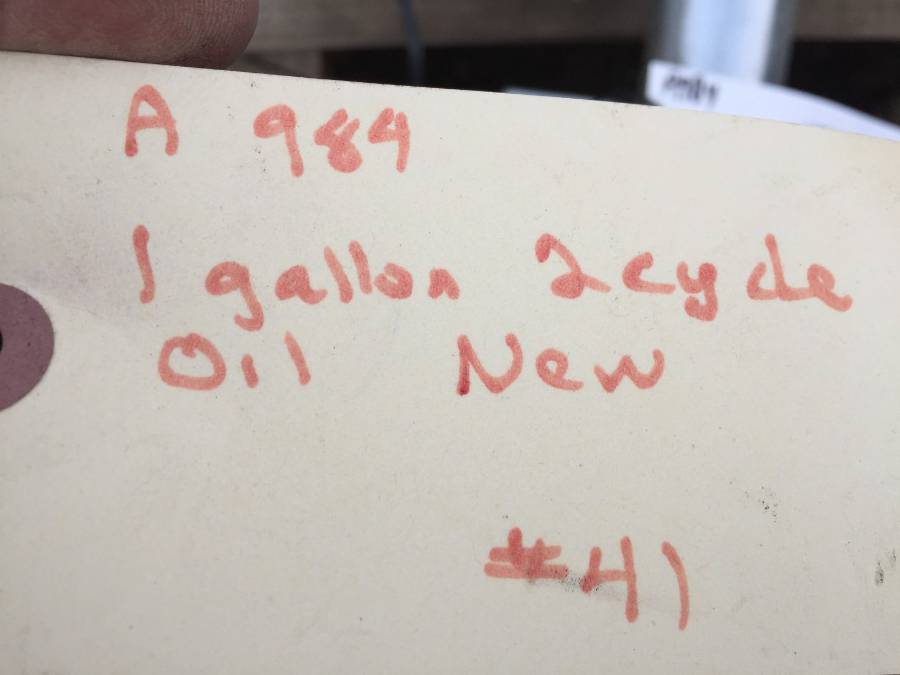 A 984
1 gallon 2cycle
Oil New
#41